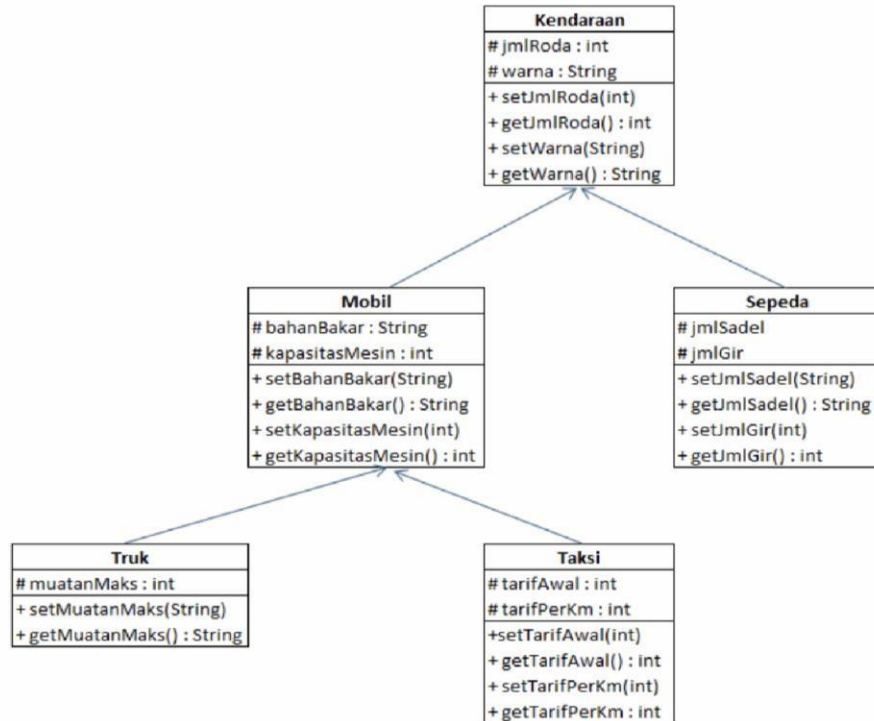 Kendaraan
# jmlRoda : int
# warna : String
+ setJmlRoda(int)
+ getJmlRoda() : int
+ setWarna(String)
+ getWarna() : String
Mobil
# bahanBakar : String
# kapasitasMesin : int
+ setBahanBakar(String)
+ getBahanBakar() : String
+ setKapasitasMesin(int)
+ getKapasitasMesin() : int
Sepeda
# jmlSadel
# jmlGir
+ setJmlSadel(String)
+ getJmlSadel() : String
+ setJmlGir(int)
+ getJmlGir() : int
Truk
# muatanMaks : int
+ setMuatanMaks(String)
+ getMuatanMaks() : String
Taksi
# tarifAwal : int
# tarifPerKm : int
+setTarifAwal(int)
+ getTarifAwal() : int
+ setTarifPerKm(int)
+ getTarifPerKm : int